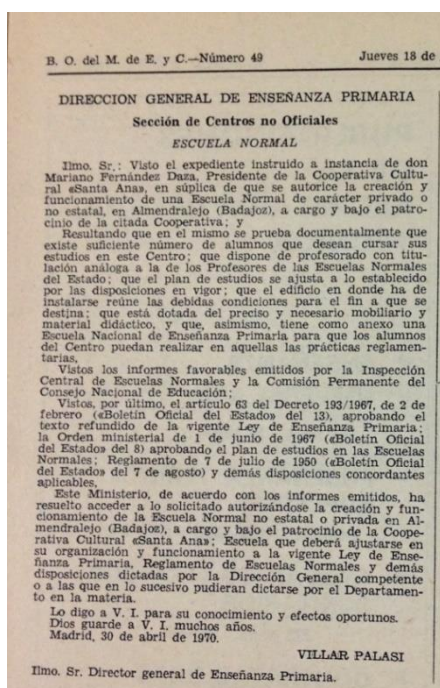 B. O. del M. de E. y C.—Número 49 Jueves 18 de
DIRECCION GENERAL DE ENSEÑANZA PRIMARIA
Sección de Centros no Oficiales
ESCUELA NORMAL
Ilmo. Sr.: Visto el expediente instruido a instancia de don
Mariano Fernández Daza, Presidente de la Cooperativa Cultu-
ral «Santa Ana», en súplica de que se autorice la creación y
funcionamiento de una Escuela Normal de carácter privado o
no estatal, en Almendralejo (Badajoz), a cargo y bajo el patro-
cinio de la citada Cooperativa; y
Resultando que en el mismo se prueba documentalmente que
existe suficiente número de alumnos que desean cursar sus
estudios en este Centro; que dispone de profesorado con titu-
lación análoga a la de los Profesores de las Escuelas Normales
del Estado; que el plan de estudios se ajusta a lo establecido
por las disposiciones en vigor; que el edificio en donde ha de
instalarse reúne las debidas condiciones para el fin a que se
destina; que está dotada del preciso y necesario mobiliario y
material didáctico, y que, asimismo, tiene como anexo una
Escuela Nacional de Enseñanza Primaria para que los alumnos
del Centro puedan realizar en aquellas las prácticas reglamen-
tarias,
Vistos los informes favorables emitidos por la Inspección
Central de Escuelas Normales y la Comisión Permanente del
Consejo Nacional de Educación;
Vistos, por último, el artículo 63 del Decreto 193/1967, de 2 de
febrero («Boletín Oficial del Estado» del 13), aprobando el
texto refundido de la vigente Ley de Enseñanza Primaria;
la Orden ministerial de 1 de junio de 1967 («Boletín Oficial
del Estado» del 8) aprobando el plan de estudios en las Escuelas
Normales; Reglamento de 7 de julio de 1950 («Boletín Oficial
del Estado» del 7 de agosto) y demás disposiciones concordantes
aplicables,
Este Ministerio, de acuerdo con los informes emitidos, ha
resuelto acceder a lo solicitado autorizándose la creación y fun-
cionamiento de la Escuela Normal no estatal o privada en Al-
mendralejo (Badajoz), a cargo y bajo el patrocinio de la Coope-
rativa Cultural «Santa Ana»; Escuela que deberá ajustarse en
su organización y funcionamiento a la vigente Ley de Ense-
ñanza Primaria, Reglamento de Escuelas Normales y demás
disposiciones dictadas por la Dirección General competente
o a las que en lo sucesivo pudieran dictarse por el Departamen-
to en la materia.
Lo digo a V. I. para su conocimiento y efectos oportunos.
Dios guarde a V. I. muchos años.
Madrid, 30 de abril de 1970.
VILLAR PALASI
Ilmo. Sr. Director general de Enseñanza Primaria.